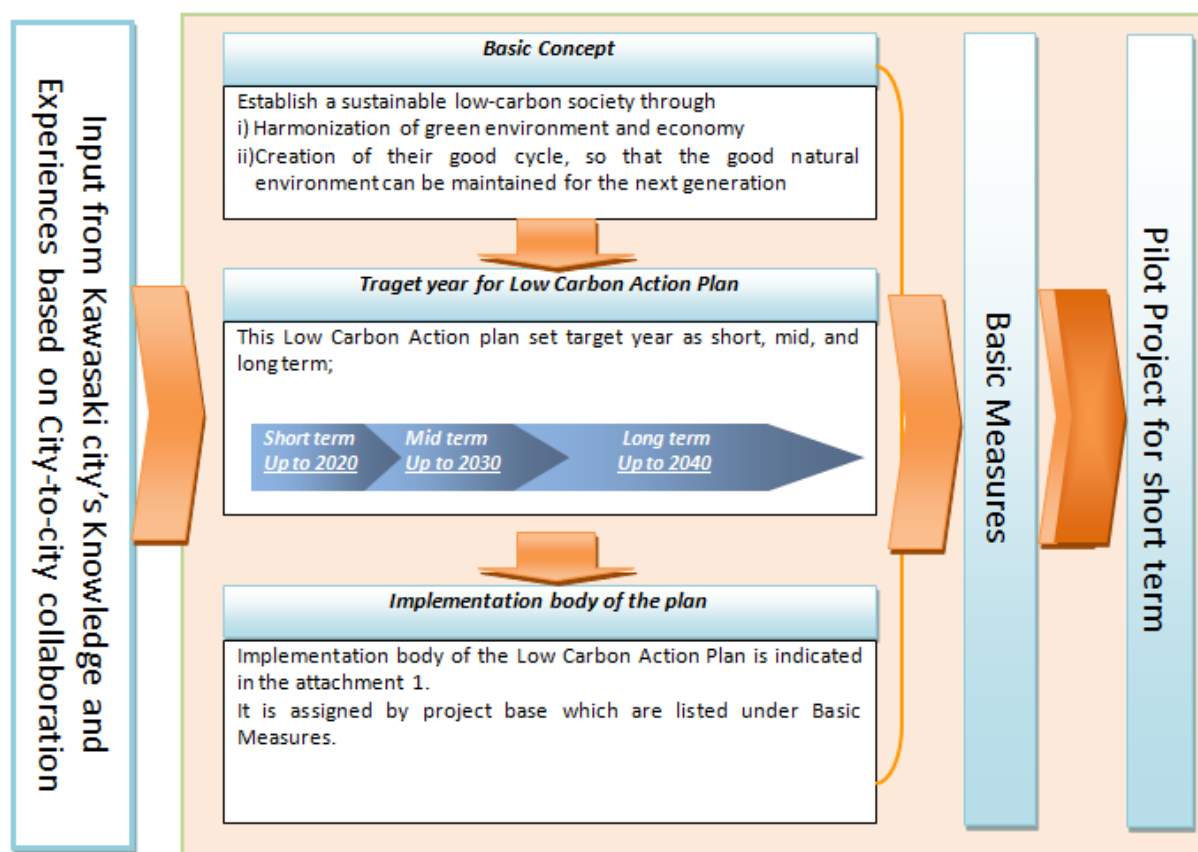 Input from Kawasaki city's Knowledge and
Experiences based on City-to-city collaboration
Basic Concept
Establish a sustainable low-carbon society through
i) Harmonization of green environment and economy
ii)Creation of their good cycle, so that the good natural
environment can be maintained for the next generation
Traget year for Low Carbon Action Plan
This Low Carbon Action plan set target year as short, mid, and
long term;
Short term
Up to 2020
Mid term
Up to 2030
Long term
Up to 2040
Implementation body of the plan
Implementation body of the Low Carbon Action Plan is indicated
in the attachment 1.
It is assigned by project base which are listed under Basic
Measures.
Basic Measures
Pilot Project for short term